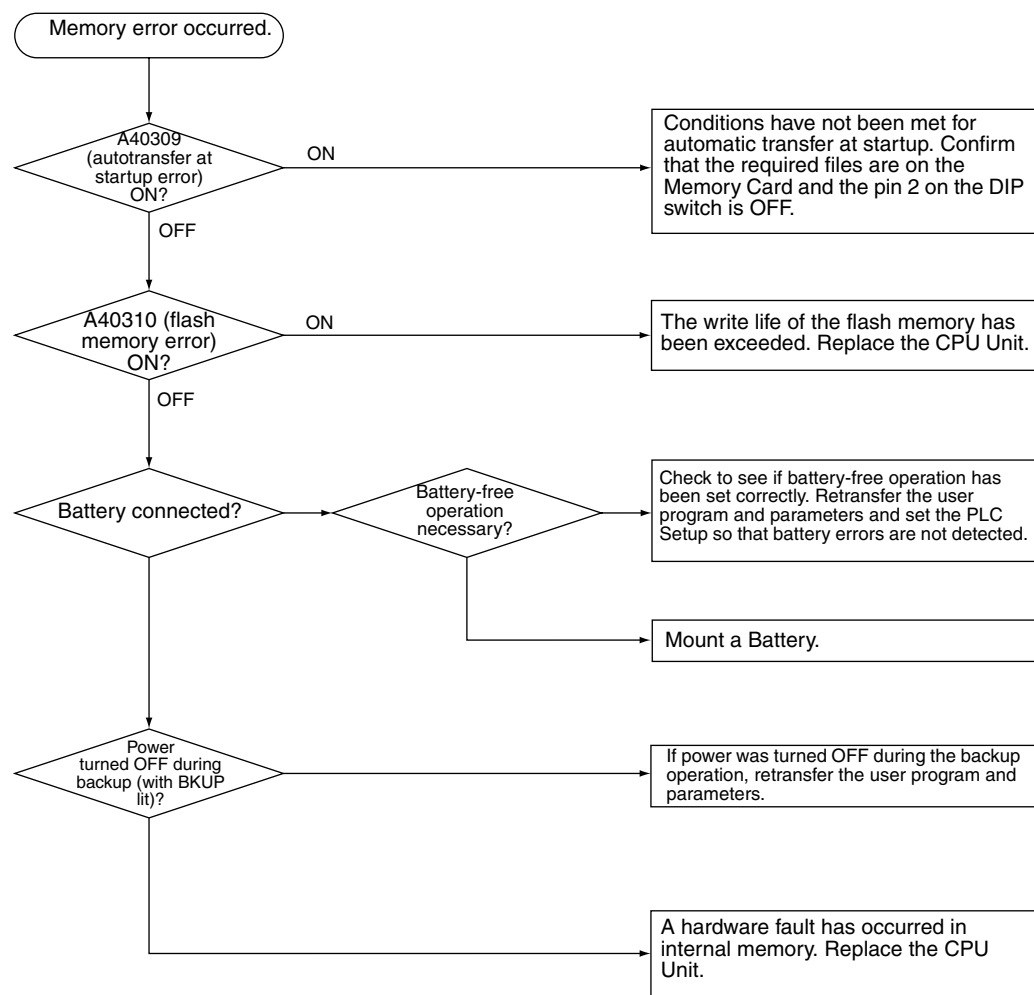 Memory error occurred.
A40309
(autotransfer at
startup error)
ON?
ON
Conditions have not been met for
automatic transfer at startup. Confirm
that the required files are on the
Memory Card and the pin 2 on the DIP
switch is OFF.
OFF
A40310 (flash
memory error)
ON?
ON
The write life of the flash memory has
been exceeded. Replace the CPU Unit.
OFF
Battery connected?
Battery-free
operation
necessary?
Check to see if battery-free operation has
been set correctly. Retransfer the user
program and parameters and set the PLC
Setup so that battery errors are not detected.
Mount a Battery.
Power
turned OFF during
backup (with BKUP
lit)?
If power was turned OFF during the backup
operation, retransfer the user program and
parameters.
A hardware fault has occurred in
internal memory. Replace the CPU
Unit.